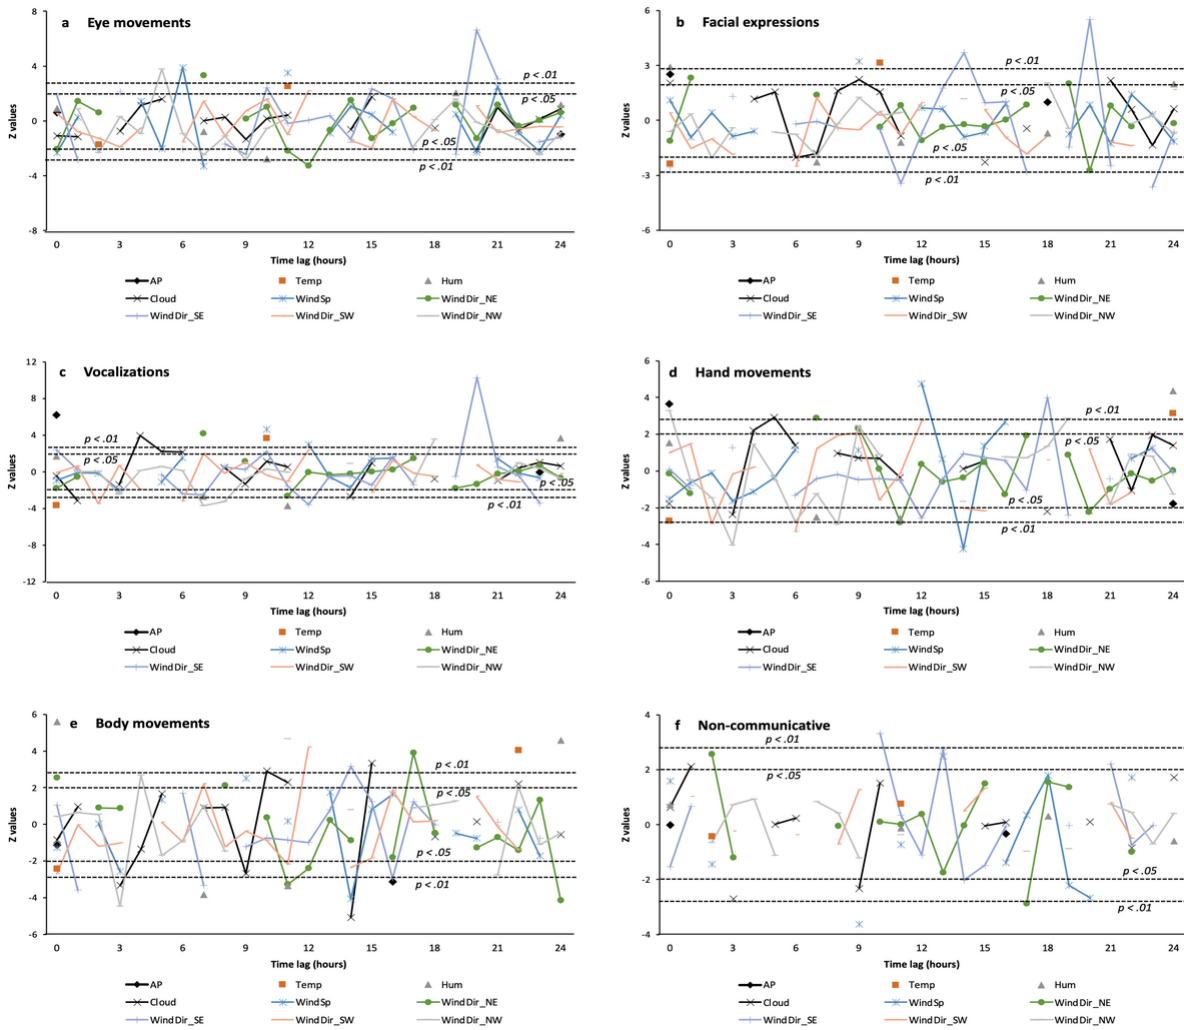 a Eye movements
8
4
0
-4
-8
Z values
p < .01
p < .05
p < .05
p < .01
0 3 6 9 12 15 18 21 24
Time lag (hours)
AP Temp Hum
Cloud WindSp WindDir_NE
WindDir_SE WindDir_SW WindDir_NW
b Facial expressions
6
3
0
-3
-6
Z values
p < .01
p < .05
p < .05
p < .01
0 3 6 9 12 15 18 21 24
Time lag (hours)
AP Temp Hum
Cloud WindSp WindDir_NE
WindDir_SE WindDir_SW WindDir_NW
c Vocalizations
12
8
4
0
-4
-8
-12
Z values
p < .01
p < .05
p < .05
p < .01
0 3 6 9 12 15 18 21 24
Time lag (hours)
AP Temp Hum
Cloud WindSp WindDir_NE
WindDir_SE WindDir_SW WindDir_NW
d Hand movements
6
4
2
0
-2
-4
-6
Z values
p < .01
p < .05
p < .05
p < .01
0 3 6 9 12 15 18 21 24
Time lag (hours)
AP Temp Hum
Cloud WindSp WindDir_NE
WindDir_SE WindDir_SW WindDir_NW
e Body movements
6
4
2
0
-2
-4
-6
Z values
p < .01
p < .05
p < .05
p < .01
0 3 6 9 12 15 18 21 24
Time lag (hours)
AP Temp Hum
Cloud WindSp WindDir_NE
WindDir_SE WindDir_SW WindDir_NW
f Non-communicative
4
2
0
-2
-4
Z values
p < .01
p < .05
p < .05
p < .01
0 3 6 9 12 15 18 21 24
Time lag (hours)
AP Temp Hum
Cloud WindSp WindDir_NE
WindDir_SE WindDir_SW WindDir_NW